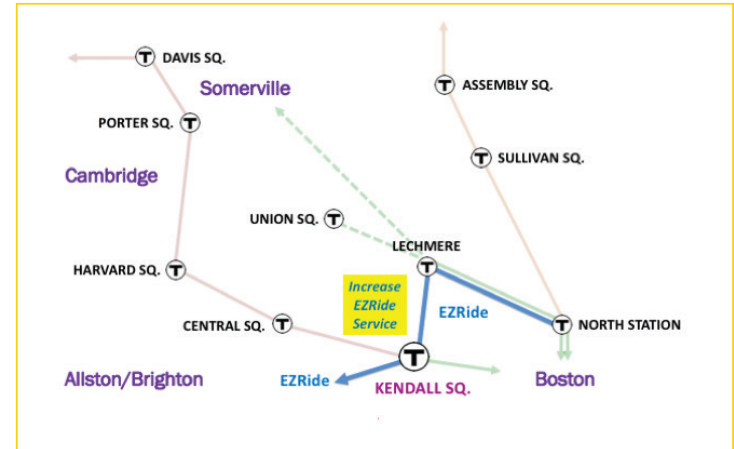 DAVIS SQ.
Somerville
ASSEMBLY SQ.
PORTER SQ.
SULLIVAN SQ.
Cambridge
UNION SQ.
LECHMERE
HARVARD SQ.
Increase
EZRide
Service
EZRide
CENTRAL SQ.
NORTH STATION
Allston/Brighton
EZRide
KENDALL SQ.
Boston
T
T
T
T
T
T
T
T
T
T